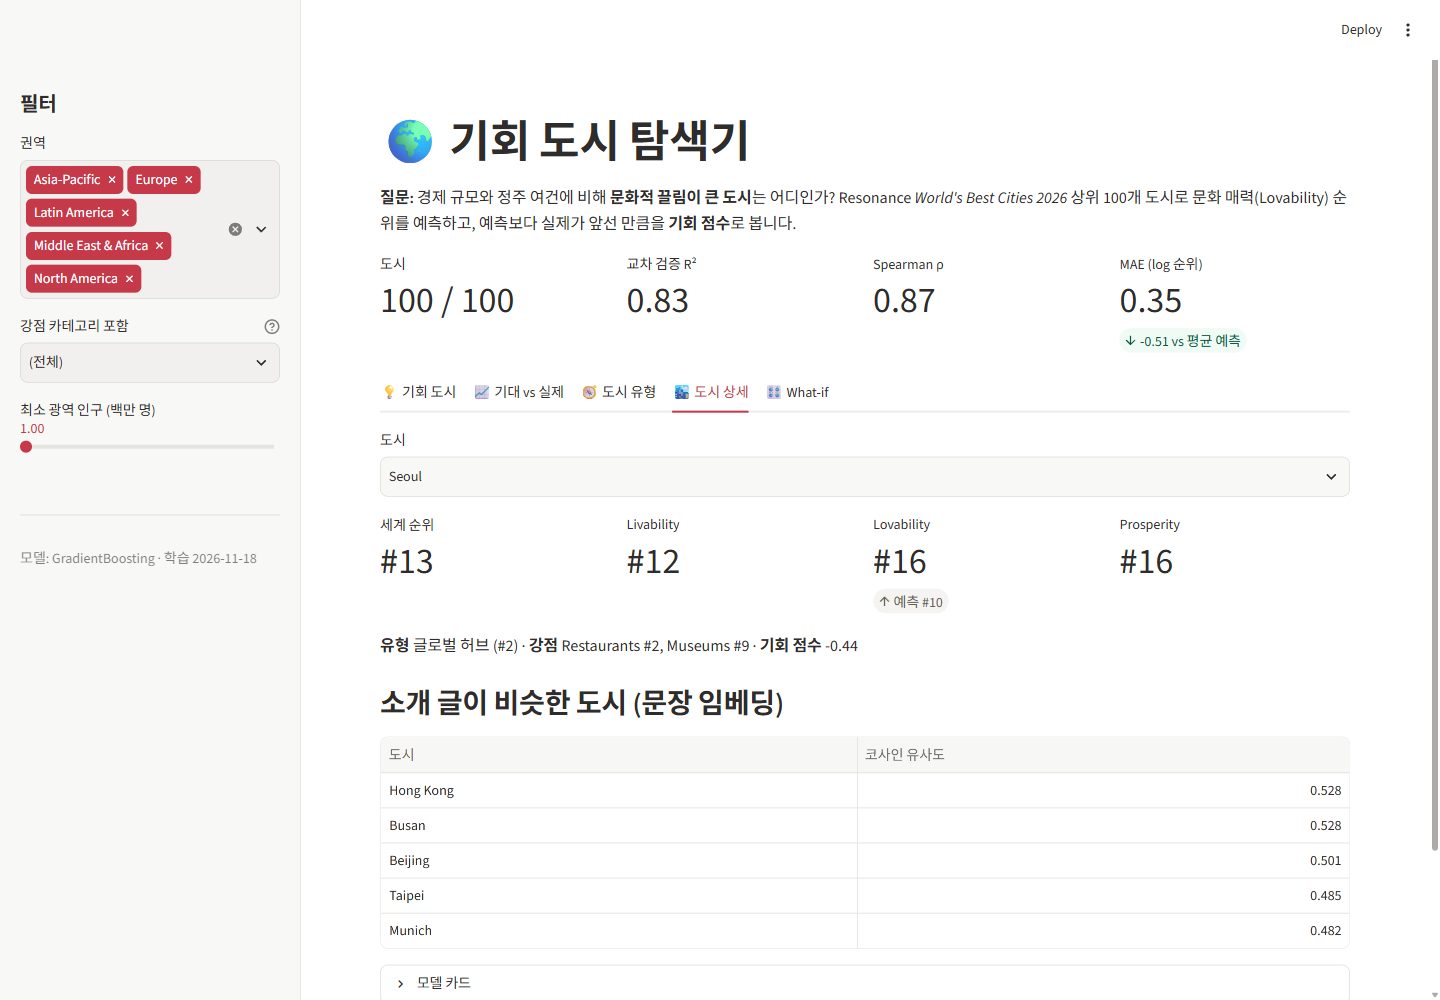 Deploy
필터
권역
Asia-Pacific × Europe ×
Latin America ×
Middle East & Africa ×
North America ×
강점 카테고리 포함
(전체)
최소 광역 인구 (백만 명)
1.00
모델: GradientBoosting · 학습 2026-11-18
기회 도시 탐색기
질문: 경제 규모와 정주 여건에 비해 문화적 끌림이 큰 도시는 어디인가? Resonance World's Best Cities 2026 상위 100개 도시로 문화 매력(Lovability) 순
위를 예측하고, 예측보다 실제가 앞선 만큼을 기회 점수로 봅니다.
도시 교차 검증 R² Spearman ρ MAE (log 순위)
100 / 100 0.83 0.87 0.35
↓ -0.51 vs 평균 예측
기회 도시 기대 vs 실제 도시 유형 도시 상세 What-if
도시
Seoul
세계 순위 Livability Lovability Prosperity
#13 #12 #16 #16
↑ 예측 #10
유형 글로벌 허브 (#2) · 강점 Restaurants #2, Museums #9 · 기회 점수 -0.44
소개 글이 비슷한 도시 (문장 임베딩)
도시 코사인 유사도
Hong Kong 0.528
Busan 0.528
Beijing 0.501
Taipei 0.485
Munich 0.482
모델 카드